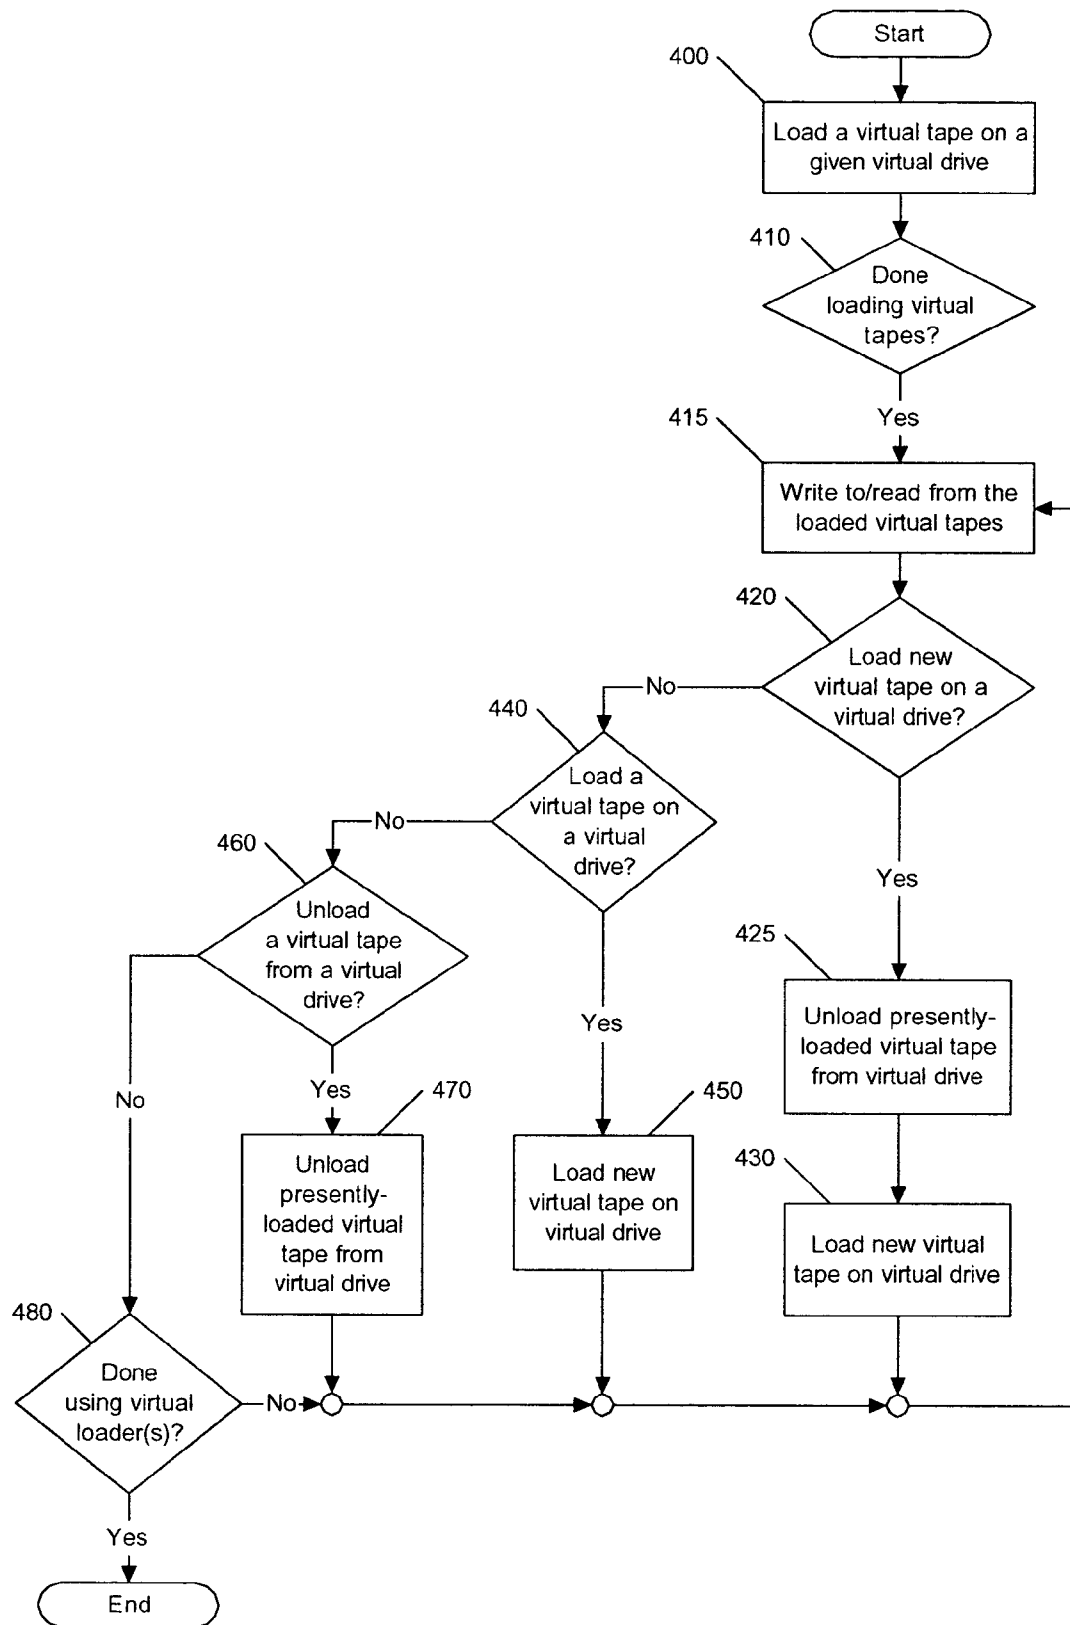 Start
400
Load a virtual tape on a
given virtual drive
410
Done
loading virtual
tapes?
Yes
415
Write to/read from the
loaded virtual tapes
420
Load new
virtual tape on a
virtual drive?
No
440
Load a
virtual tape on
a virtual
drive?
No
460
Unload
a virtual tape
from a virtual
drive?
Yes
425
Unload presently-
loaded virtual tape
from virtual drive
Yes
No
Yes
470
Unload
presently-
loaded virtual
tape from
virtual drive
450
Load new
virtual tape on
virtual drive
430
Load new virtual
tape on virtual drive
480
Done
using virtual
loader(s)?
No
Yes
End